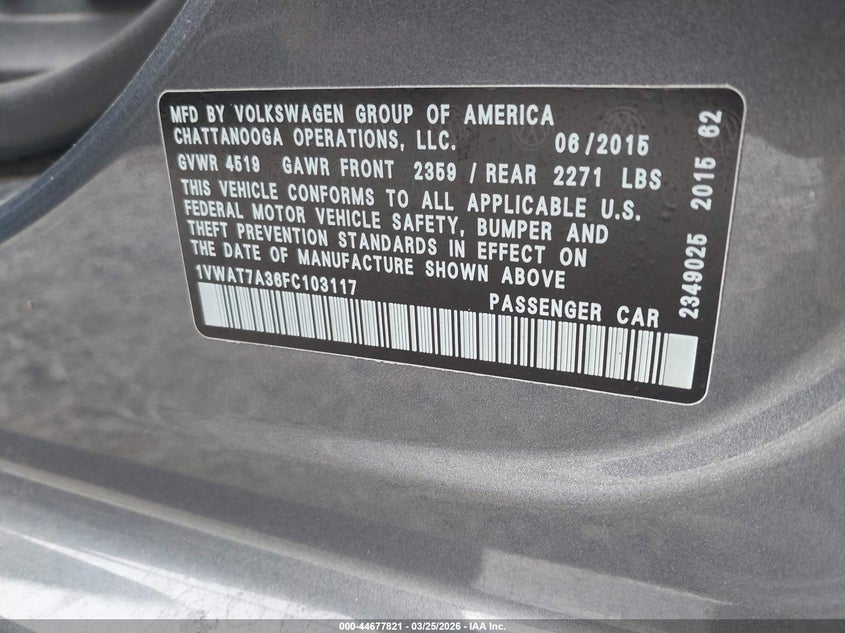 MFD BY VOLKSWAGEN GROUP OF AMERICA
CHATTANOOGA OPERATIONS, LLC. 06/2015
GVWR 4519 GAWR FRONT 2359 / REAR 2271 LBS
THIS VEHICLE CONFORMS TO ALL APPLICABLE U.S.
FEDERAL MOTOR VEHICLE SAFETY, BUMPER AND
THEFT PREVENTION STANDARDS IN EFFECT ON
THE DATE OF MANUFACTURE SHOWN ABOVE
1VWAT7A36FC103117
PASSENGER CAR
2349025 2015 62
000-44677821 - 03/25/2026 - IAA Inc.